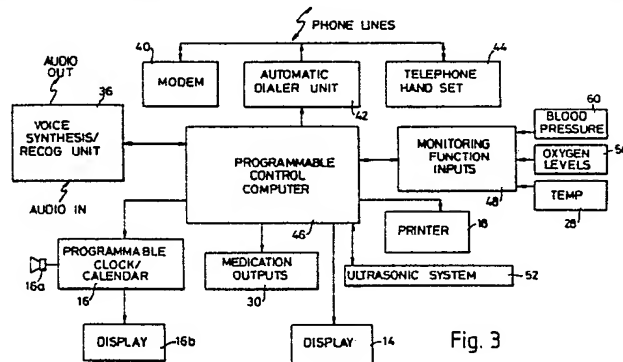 PHONE LINES
40
44
AUDIO
OUT
36
MODEM
AUTOMATIC
DIALER UNIT
42
TELEPHONE
HAND SET
VOICE
SYNTHESIS/
RECOG UNIT
AUDIO IN
PROGRAMMABLE
CONTROL
COMPUTER
46
MONITORING
FUNCTION
INPUTS
48
60
BLOOD
PRESSURE
OXYGEN
LEVELS
TEMP
28
PRINTER
18
PROGRAMMABLE
CLOCK/
CALENDAR
16a
16
MEDICATION
OUTPUTS
30
ULTRASONIC SYSTEM
52
DISPLAY
16b
DISPLAY
14
Fig. 3